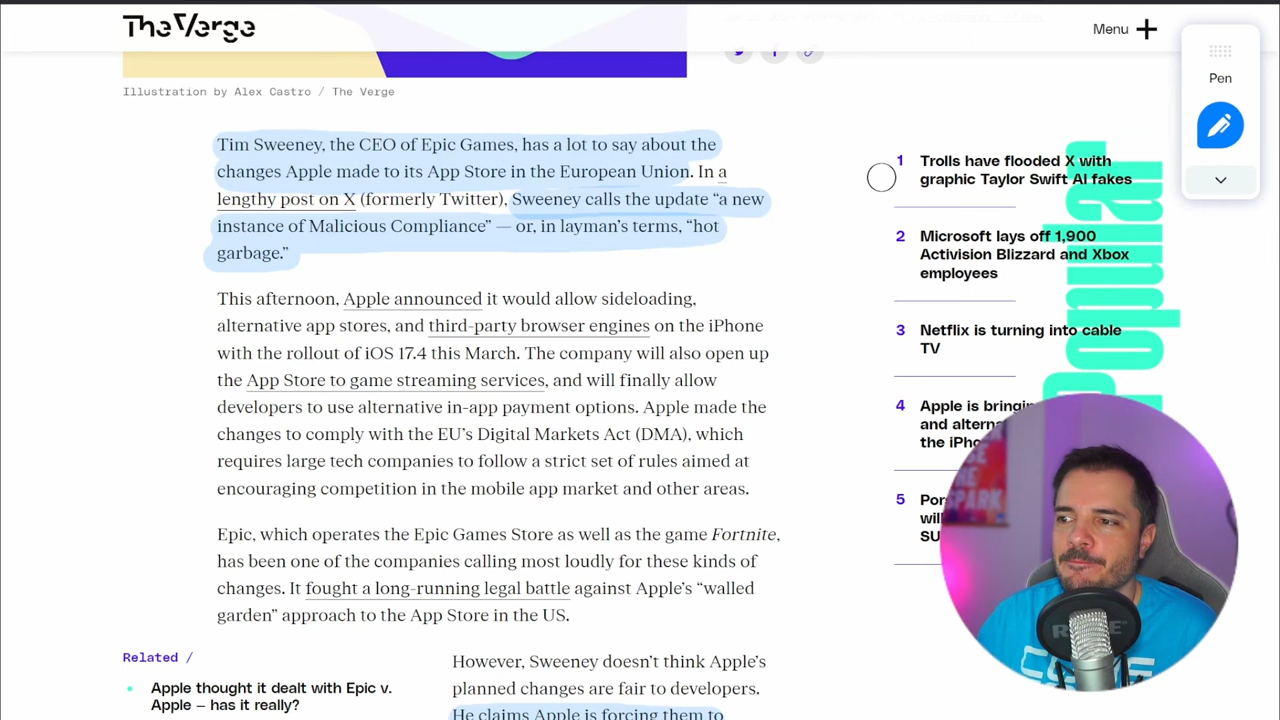 The Verge
Menu
Pen
Illustration by Alex Castro / The Verge
Tim Sweeney, the CEO of Epic Games, has a lot to say about the
changes Apple made to its App Store in the European Union. In a
lengthy post on X (formerly Twitter), Sweeney calls the update “a new
instance of Malicious Compliance” — or, in layman’s terms, “hot
garbage.”
This afternoon, Apple announced it would allow sideloading,
alternative app stores, and third-party browser engines on the iPhone
with the rollout of iOS 17.4 this March. The company will also open up
the App Store to game streaming services, and will finally allow
developers to use alternative in-app payment options. Apple made the
changes to comply with the EU’s Digital Markets Act (DMA), which
requires large tech companies to follow a strict set of rules aimed at
encouraging competition in the mobile app market and other areas.
Epic, which operates the Epic Games Store as well as the game Fortnite,
has been one of the companies calling most loudly for these kinds of
changes. It fought a long-running legal battle against Apple’s “walled
garden” approach to the App Store in the US.
Related /
Apple thought it dealt with Epic v.
Apple — has it really?
However, Sweeney doesn’t think Apple’s
planned changes are fair to developers.
He claims Apple is forcing them to
1 Trolls have flooded X with
graphic Taylor Swift AI fakes
2 Microsoft lays off 1,900
Activision Blizzard and Xbox
employees
3 Netflix is turning into cable
TV
4 Apple is
and
the
5
SPARK